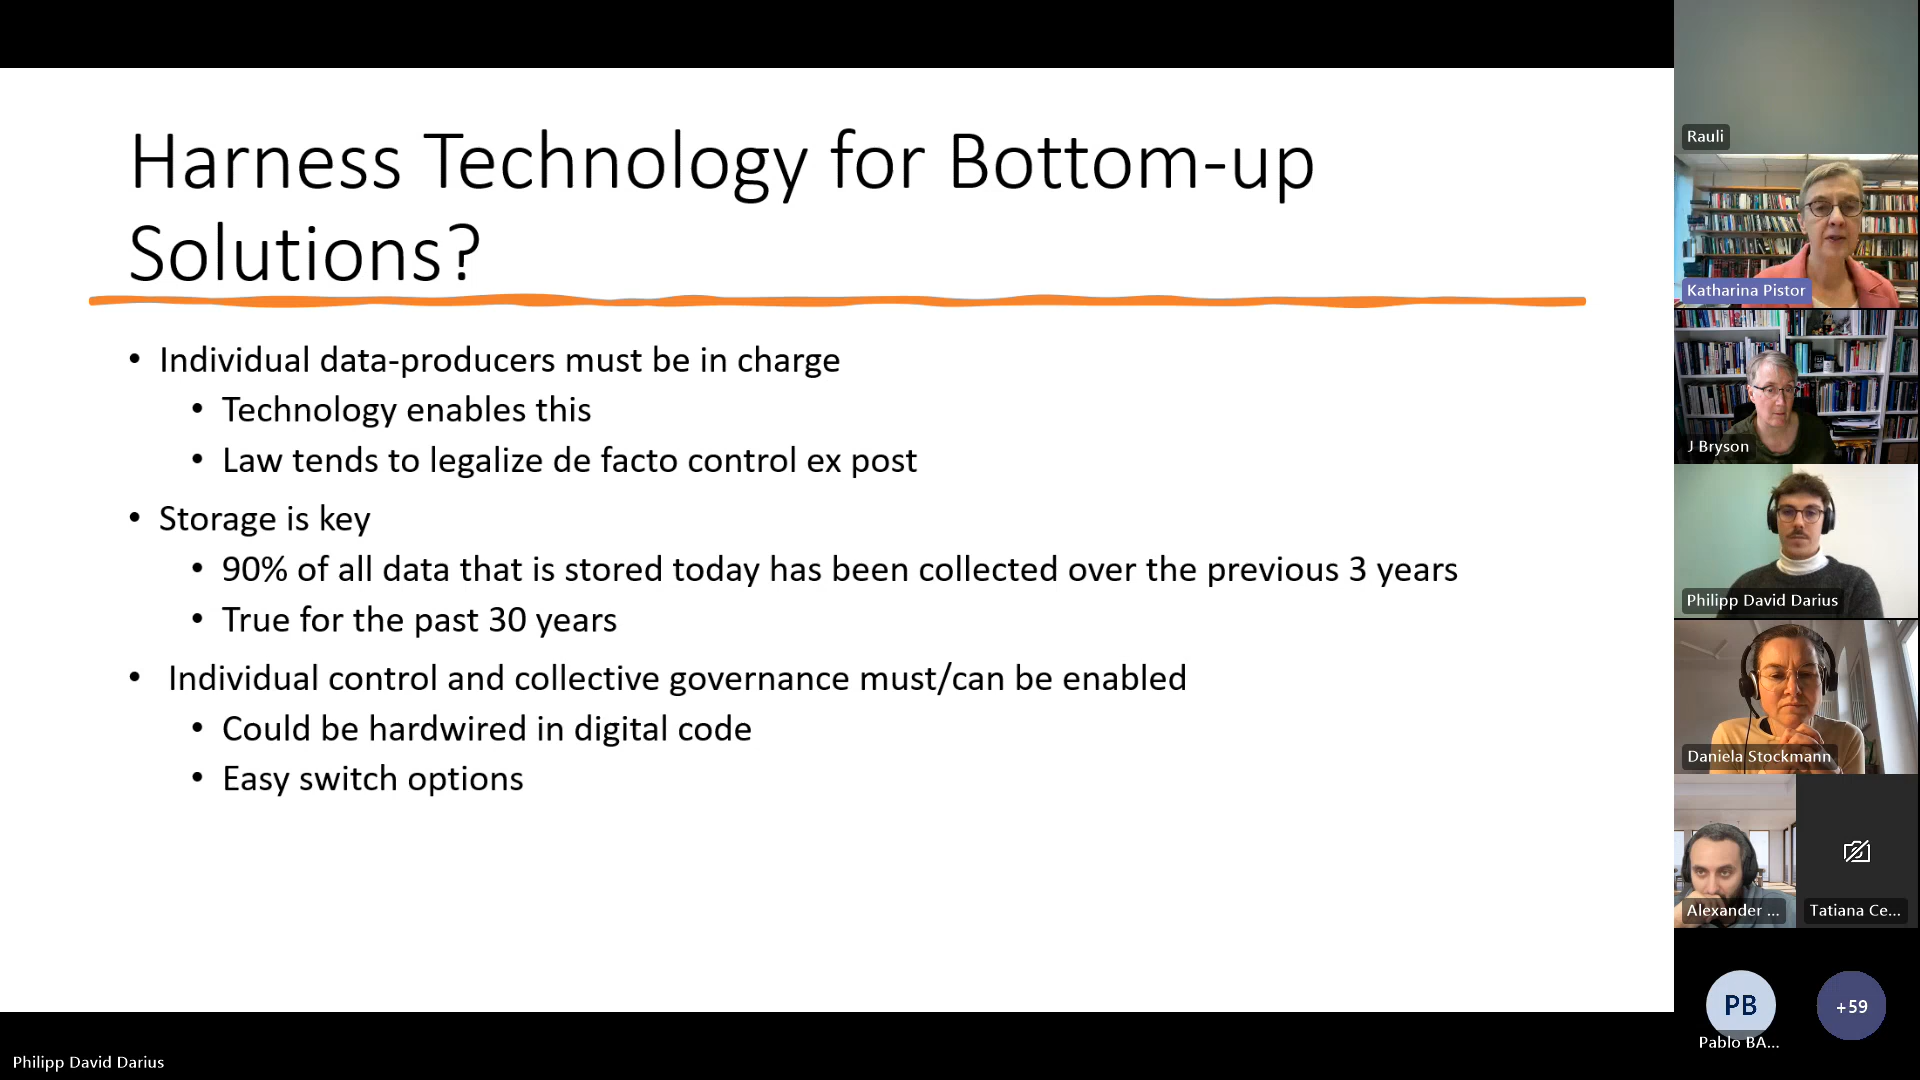 Harness Technology for Bottom-up
Solutions?
• Individual data-producers must be in charge
• Technology enables this
• Law tends to legalize de facto control ex post
• Storage is key
• 90% of all data that is stored today has been collected over the previous 3 years
• True for the past 30 years
• Individual control and collective governance must/can be enabled
• Could be hardwired in digital code
• Easy switch options
Rauli
Katharina Pistor
J Bryson
Philipp David Darius
Daniela Stockmann
Alexander ...
Tatiana Ce...
PB
+59
Pablo BA...
Philipp David Darius